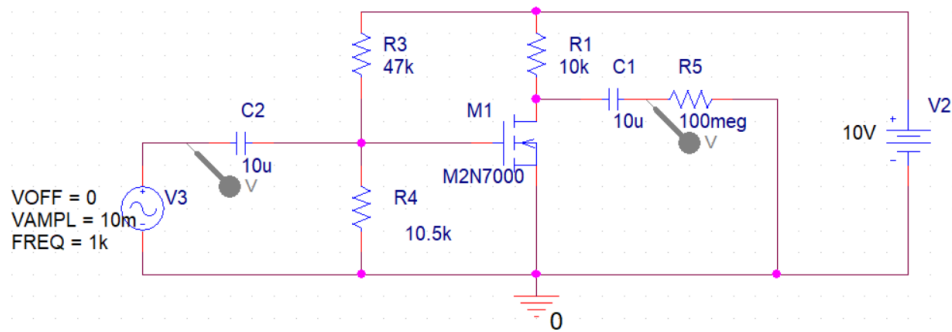 R3
47k
R1
10k
C1
10u
R5
100meg
V2
10V
+
-
M1
M2N7000
C2
10u
V
V
VOFF = 0
VAMPL = 10m
FREQ = 1k
V3
+
-
R4
10.5k
0